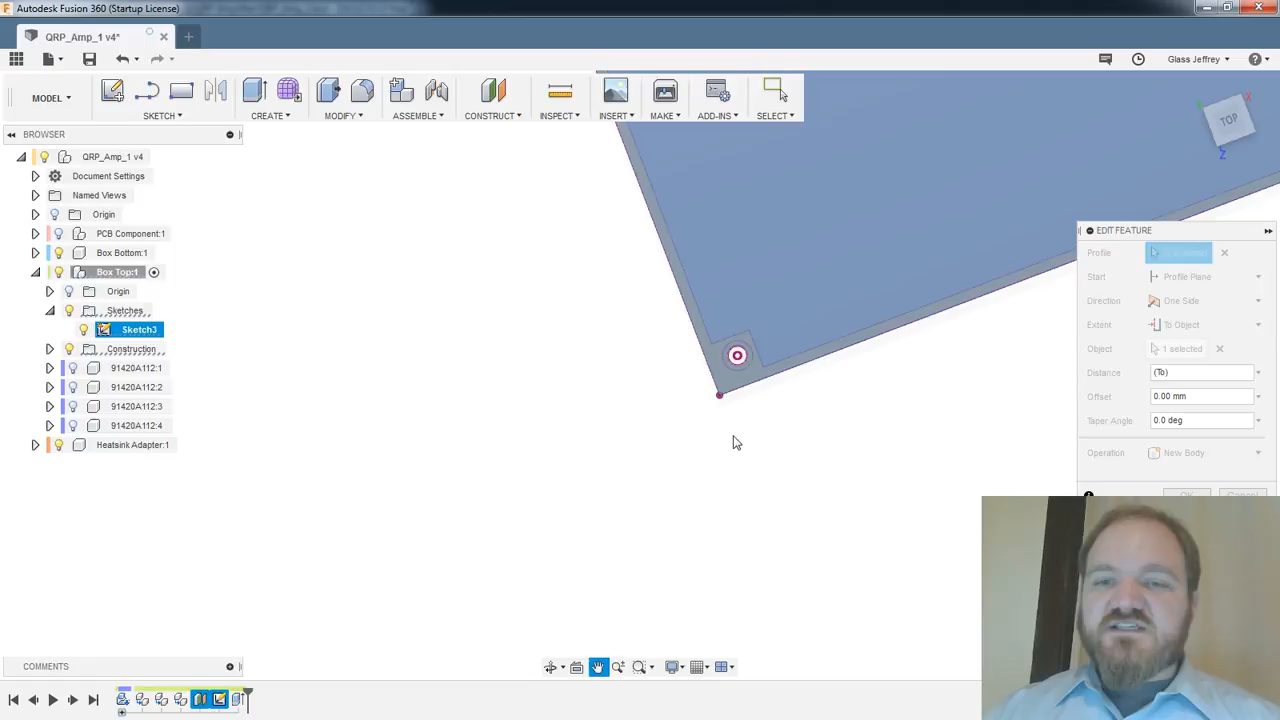 Autodesk Fusion 360 (Startup License)
QRP_Amp_1 v4*
Glass Jeffrey
MODEL
SKETCH
CREATE
MODIFY
ASSEMBLE
CONSTRUCT
INSPECT
INSERT
MAKE
ADD-INS
SELECT
BROWSER
QRP_Amp_1 v4
Document Settings
Named Views
Origin
PCB Component:1
Box Bottom:1
Box Top:1
Origin
Sketches
Sketch3
Construction
91420A112:1
91420A112:2
91420A112:3
91420A112:4
Heatsink Adapter:1
TOP
X
Z
EDIT FEATURE
Profile
Start Profile Plane
Direction One Side
Extent To Object
Object 1 selected
Distance (To)
Offset 0.00 mm
Taper Angle 0.0 deg
Operation New Body
COMMENTS